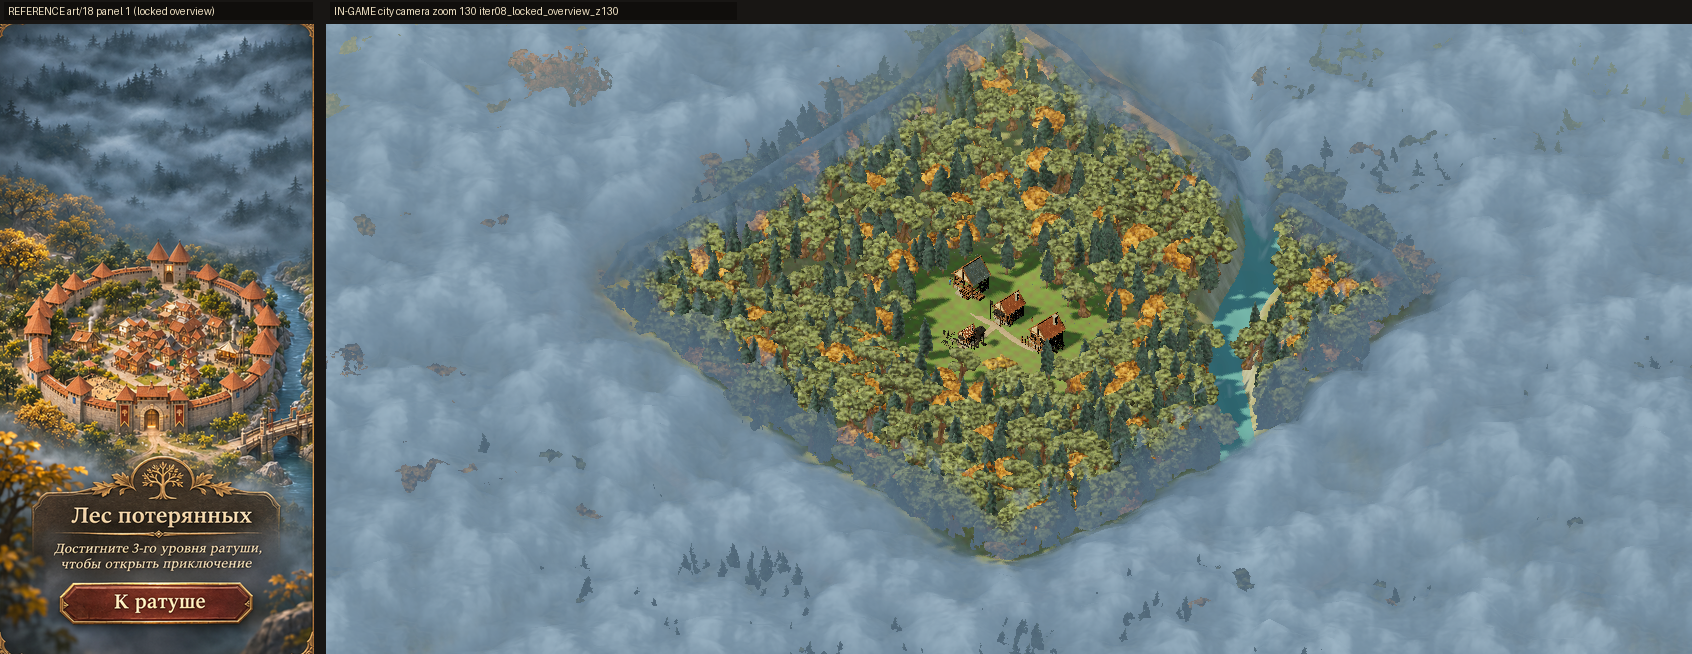 REFERENCE art/18 panel 1 (locked overview)
IN-GAME city camera zoom 130 iter08_locked_overview_z130
Лес потерянных
Достигните 3-го уровня ратуши,
чтобы открыть приключение
К ратуше